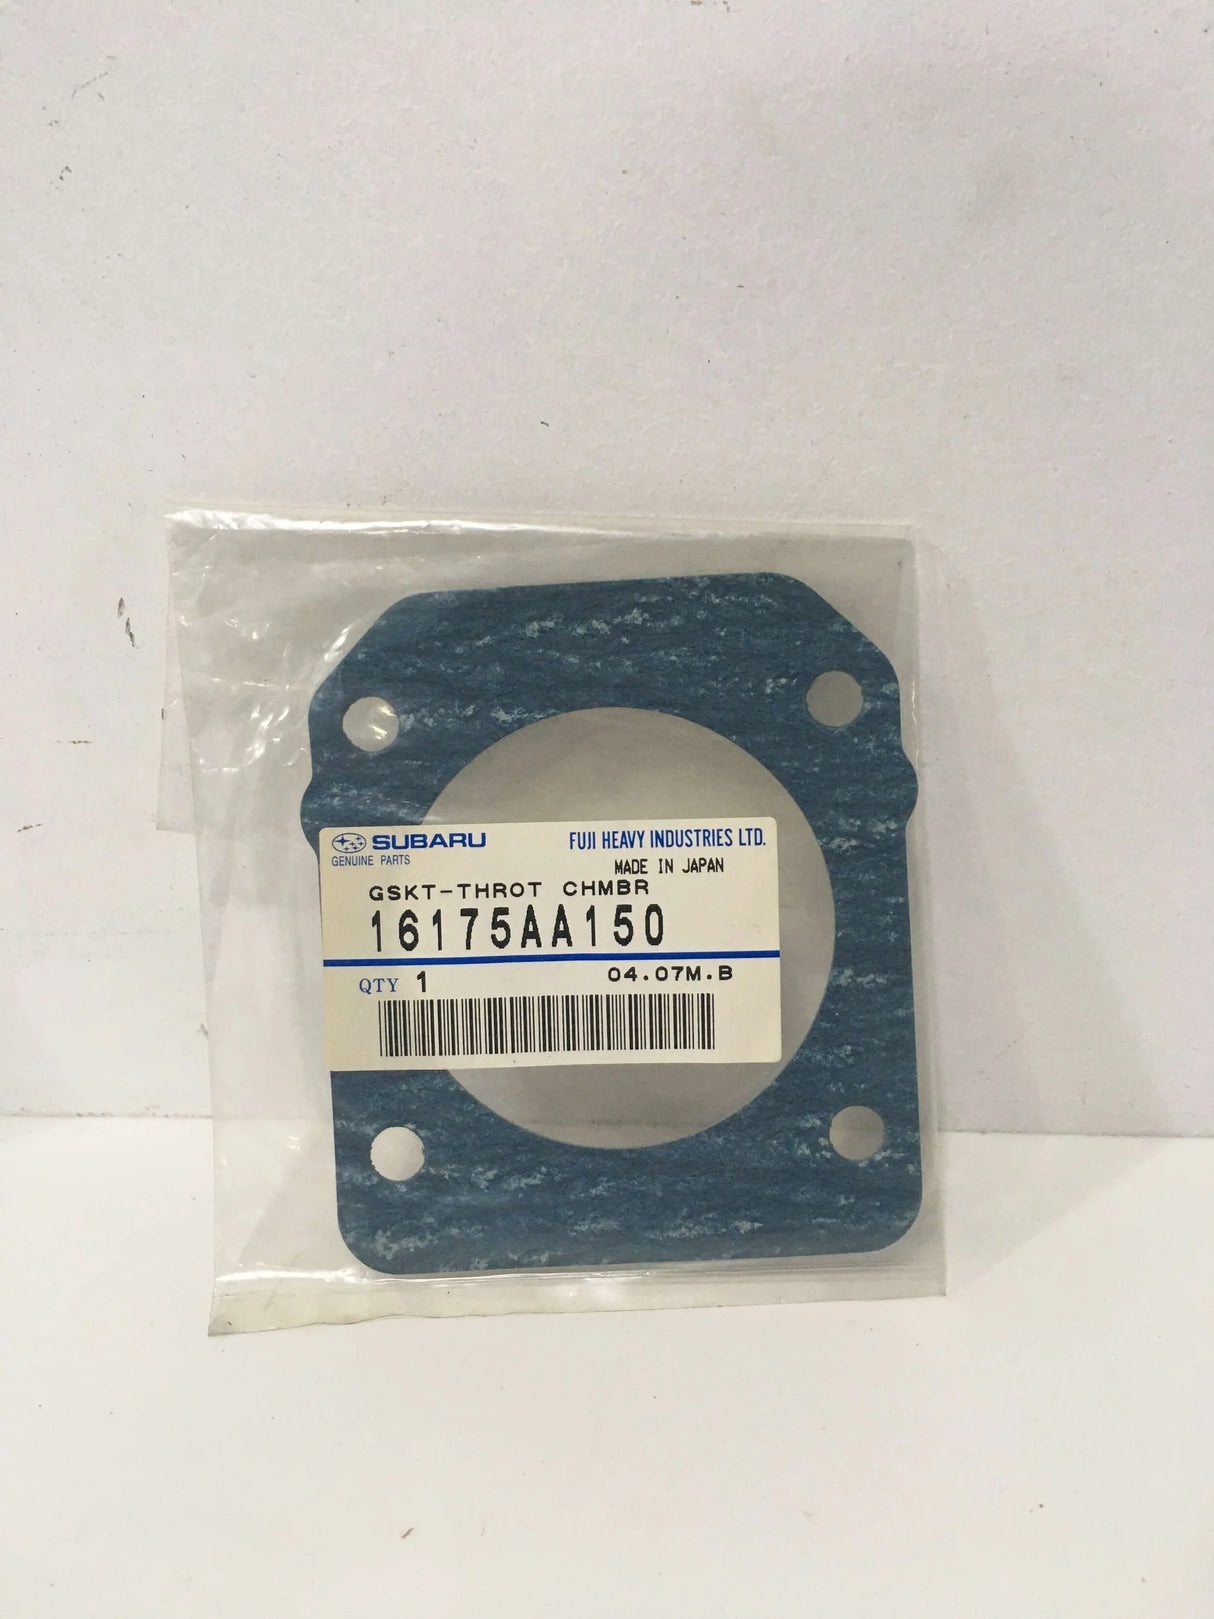 SUBARU FUJI HEAVY INDUSTRIES LTD.
GENUINE PARTS MADE IN JAPAN
GSKT-THROT CHMBR
16175AA150
QTY 1 04.07M.B